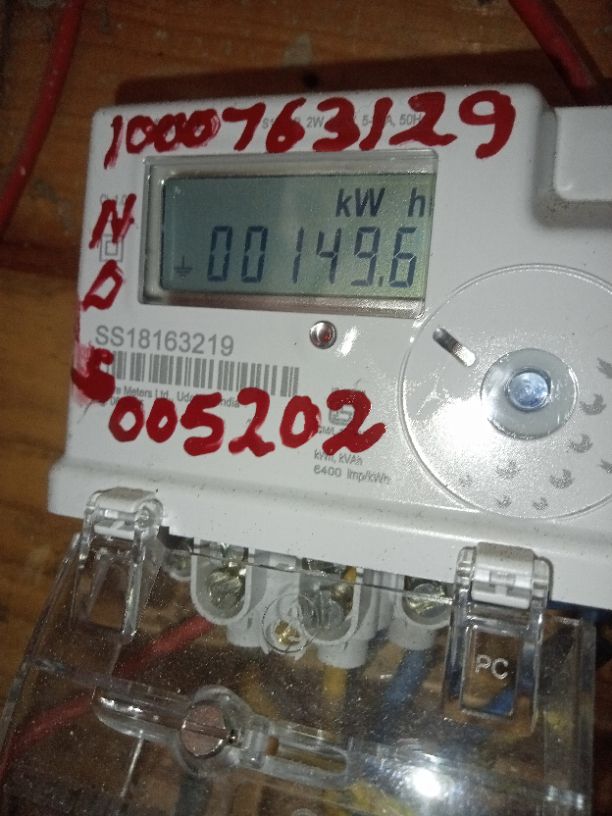 1000763129
kW h
00149.6
N
D
S
SS18163219
005202
kWh, kVAh
6400 Imp/kWh
PC